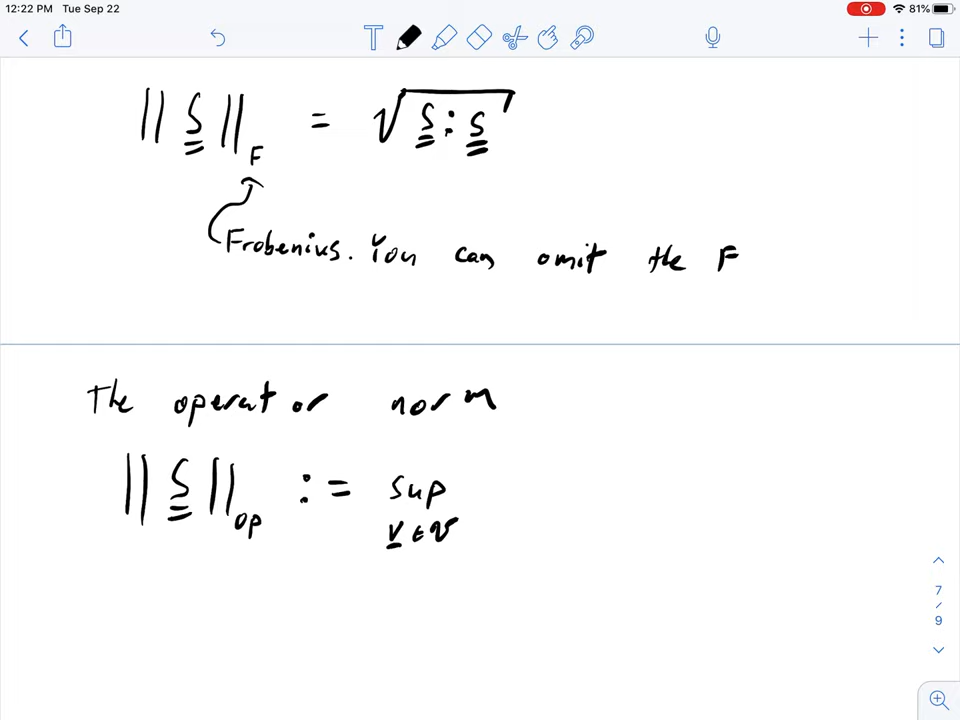 12:22 PM Tue Sep 22 81%
|| S̳ ||_F = √(S̳ : S̳)
Frobenius. You can omit the F
The operator norm
|| S̳ ||_op := sup
v̲ ∈ 𝒱
7
/
9